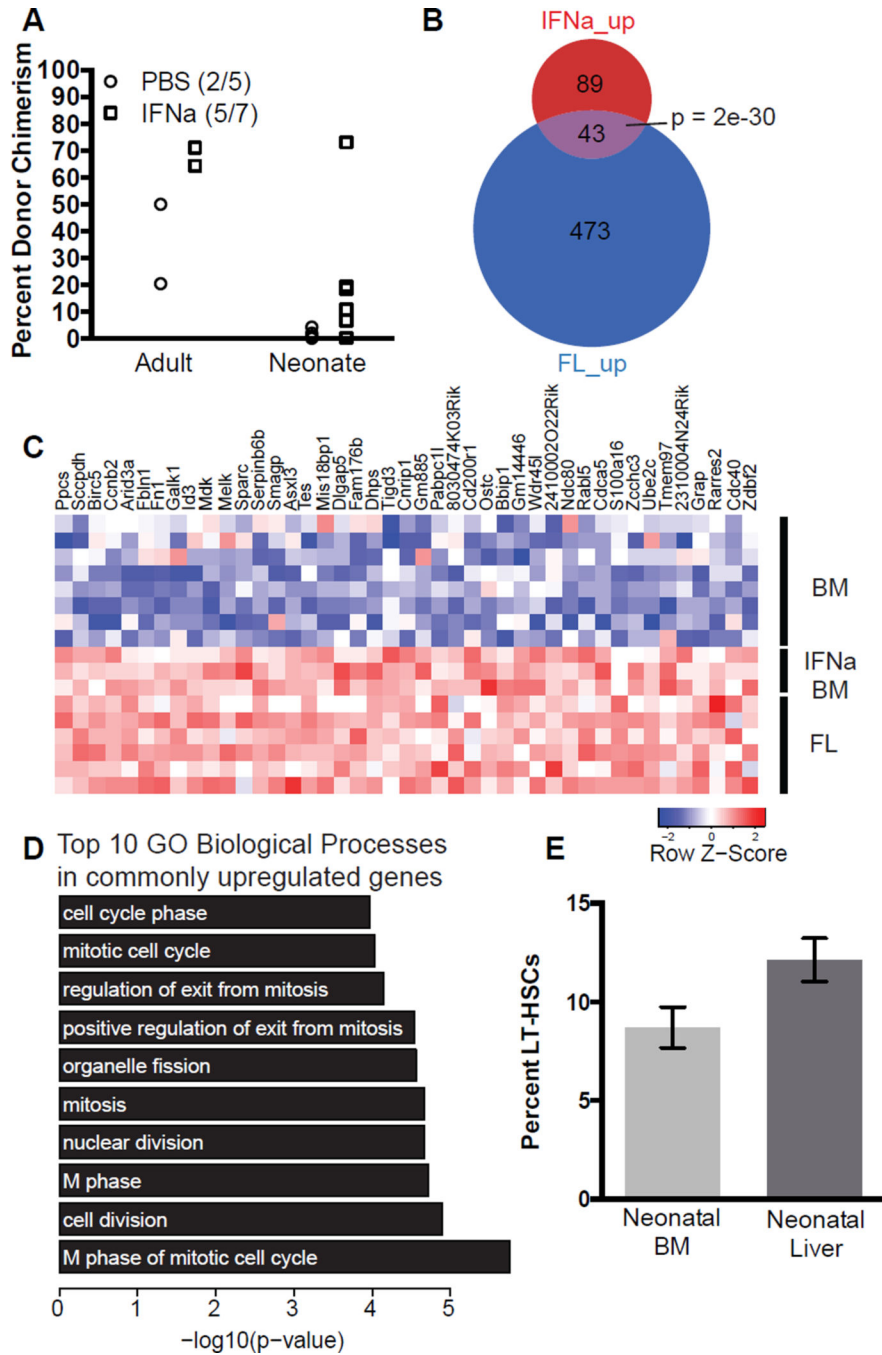 A
100
90
80
70
60
50
40
30
20
10
0
Percent Donor Chimerism
PBS (2/5)
IFNa (5/7)
Adult
Neonate
B
IFNa_up
89
43
p = 2e-30
473
FL_up
C
Ppcs
Sccpdh
Birc5
Ccnb2
Arid3a
Fbln1
Fn1
Galk1
Id3
Mdk
Melk
Sparc
Serpinb6b
Smagp
Asxl3
Tes
Mis18bp1
Dlgap5
Fam176b
Dhps
Tigd3
Cnrip1
Gm885
Pabpc1l
8030474K03Rik
Cd200r1
Ostc
Bbip1
Gm14446
Wdr45l
2410002O22Rik
Ndc80
Rabl5
Cdca5
S100a16
Zcchc3
Ube2c
Tmem97
2310004N24Rik
Grap
Rarres2
Cdc40
Zdbf2
BM
IFNa
BM
FL
−2 0 2
Row Z−Score
D
Top 10 GO Biological Processes
in commonly upregulated genes
cell cycle phase
mitotic cell cycle
regulation of exit from mitosis
positive regulation of exit from mitosis
organelle fission
mitosis
nuclear division
M phase
cell division
M phase of mitotic cell cycle
0 1 2 3 4 5
−log10(p−value)
E
15
10
5
0
Percent LT-HSCs
Neonatal
BM
Neonatal
Liver